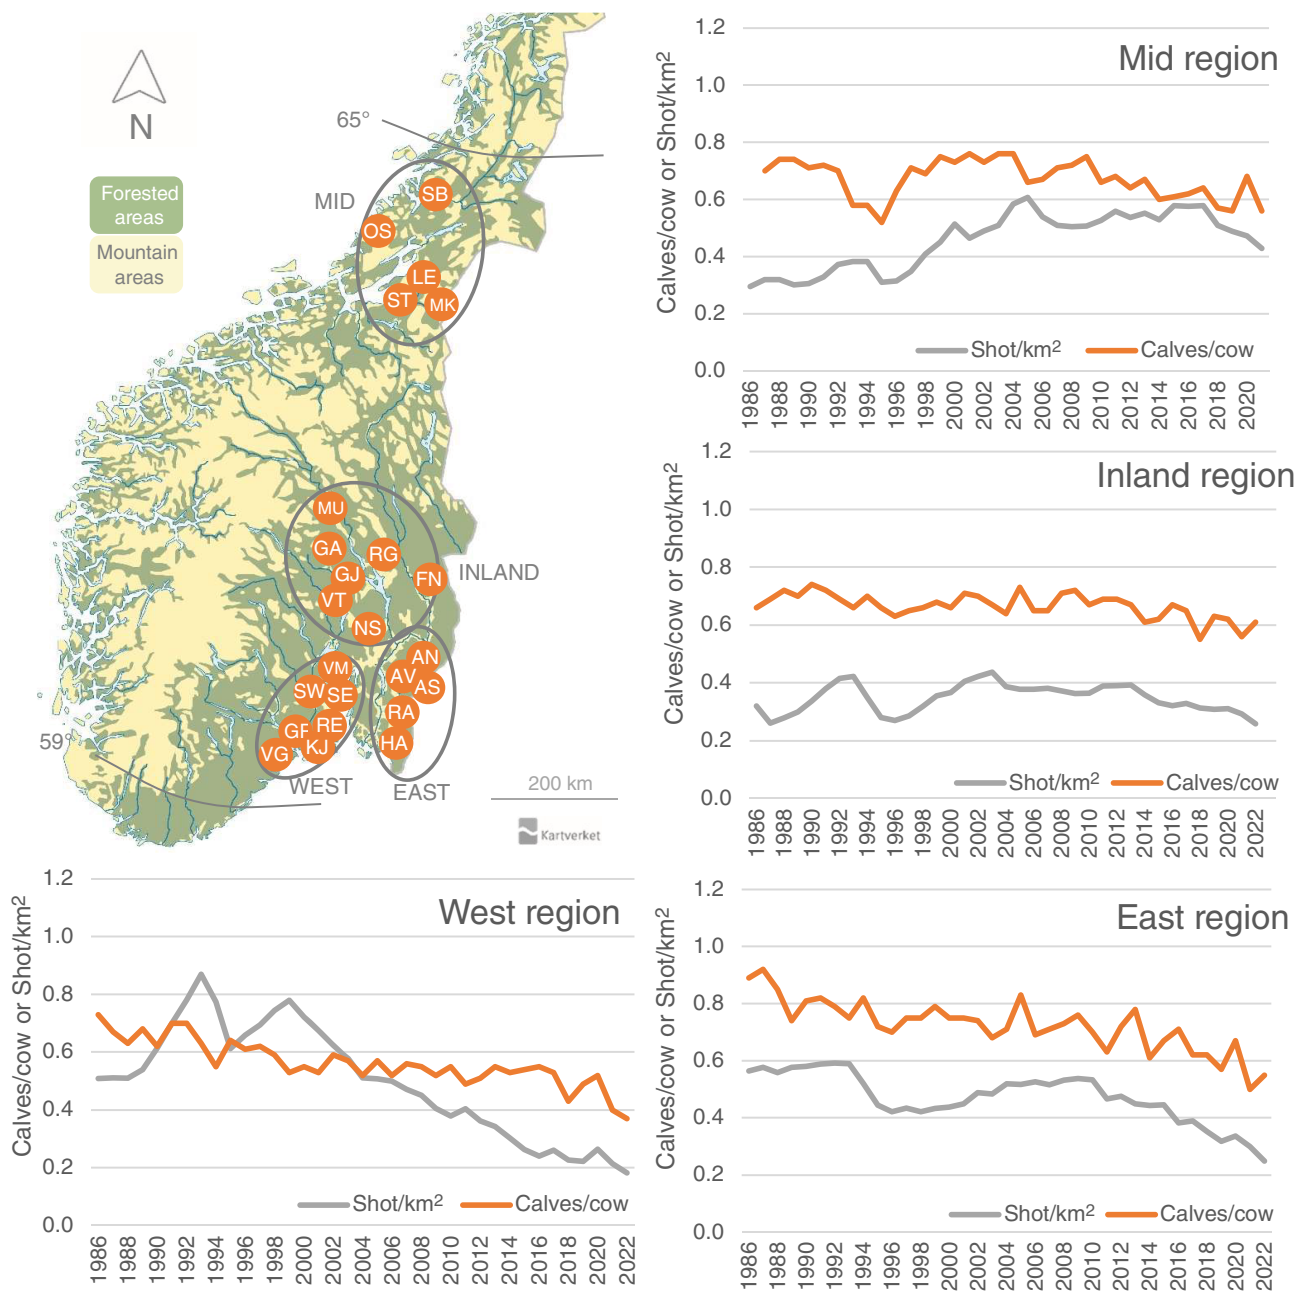 N
Forested
areas
Mountain
areas
65°
MID
SB
OS
LE
ST
MK
MU
GA
RG
GJ
FN
VT
INLAND
NS
AN
VM
AV
AS
SW
SE
RA
RE
HA
KJ
VG
59°
WEST
EAST
200 km
Kartverket
Mid region
Calves/cow or Shot/km²
1.2
1.0
0.8
0.6
0.4
0.2
0.0
Shot/km²
Calves/cow
1986
1988
1990
1992
1994
1996
1998
2000
2002
2004
2006
2008
2010
2012
2014
2016
2018
2020
Inland region
Calves/cow or Shot/km²
1.2
1.0
0.8
0.6
0.4
0.2
0.0
Shot/km²
Calves/cow
1986
1988
1990
1992
1994
1996
1998
2000
2002
2004
2006
2008
2010
2012
2014
2016
2018
2020
2022
West region
Calves/cow or Shot/km²
1.2
1.0
0.8
0.6
0.4
0.2
0.0
Shot/km²
Calves/cow
1986
1988
1990
1992
1994
1996
1998
2000
2002
2004
2006
2008
2010
2012
2014
2016
2018
2020
2022
East region
Calves/cow or Shot/km²
1.2
1.0
0.8
0.6
0.4
0.2
0.0
Shot/km²
Calves/cow
1986
1988
1990
1992
1994
1996
1998
2000
2002
2004
2006
2008
2010
2012
2014
2016
2018
2020
2022